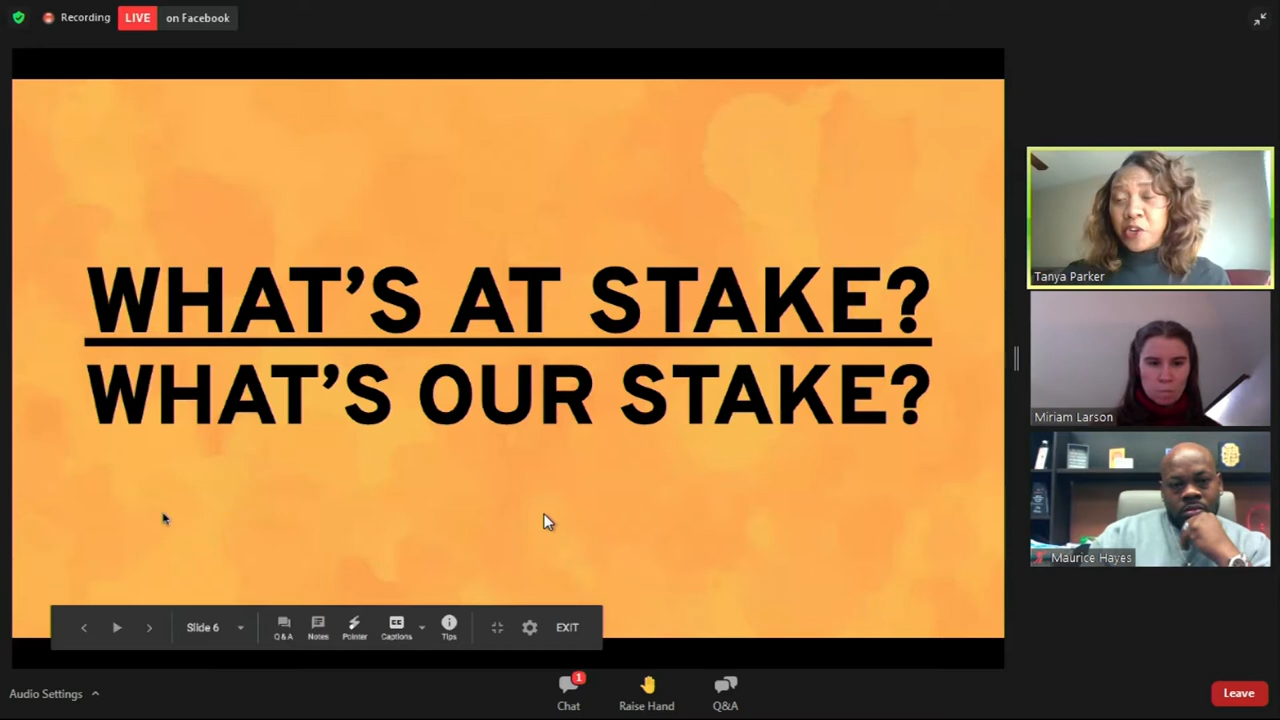 Recording
LIVE on Facebook
WHAT’S AT STAKE?
WHAT’S OUR STAKE?
Tanya Parker
Miriam Larson
Maurice Hayes
Slide 6
Q&A
Notes
Pointer
Captions
Tips
EXIT
Audio Settings
1
Chat
Raise Hand
Q&A
Leave